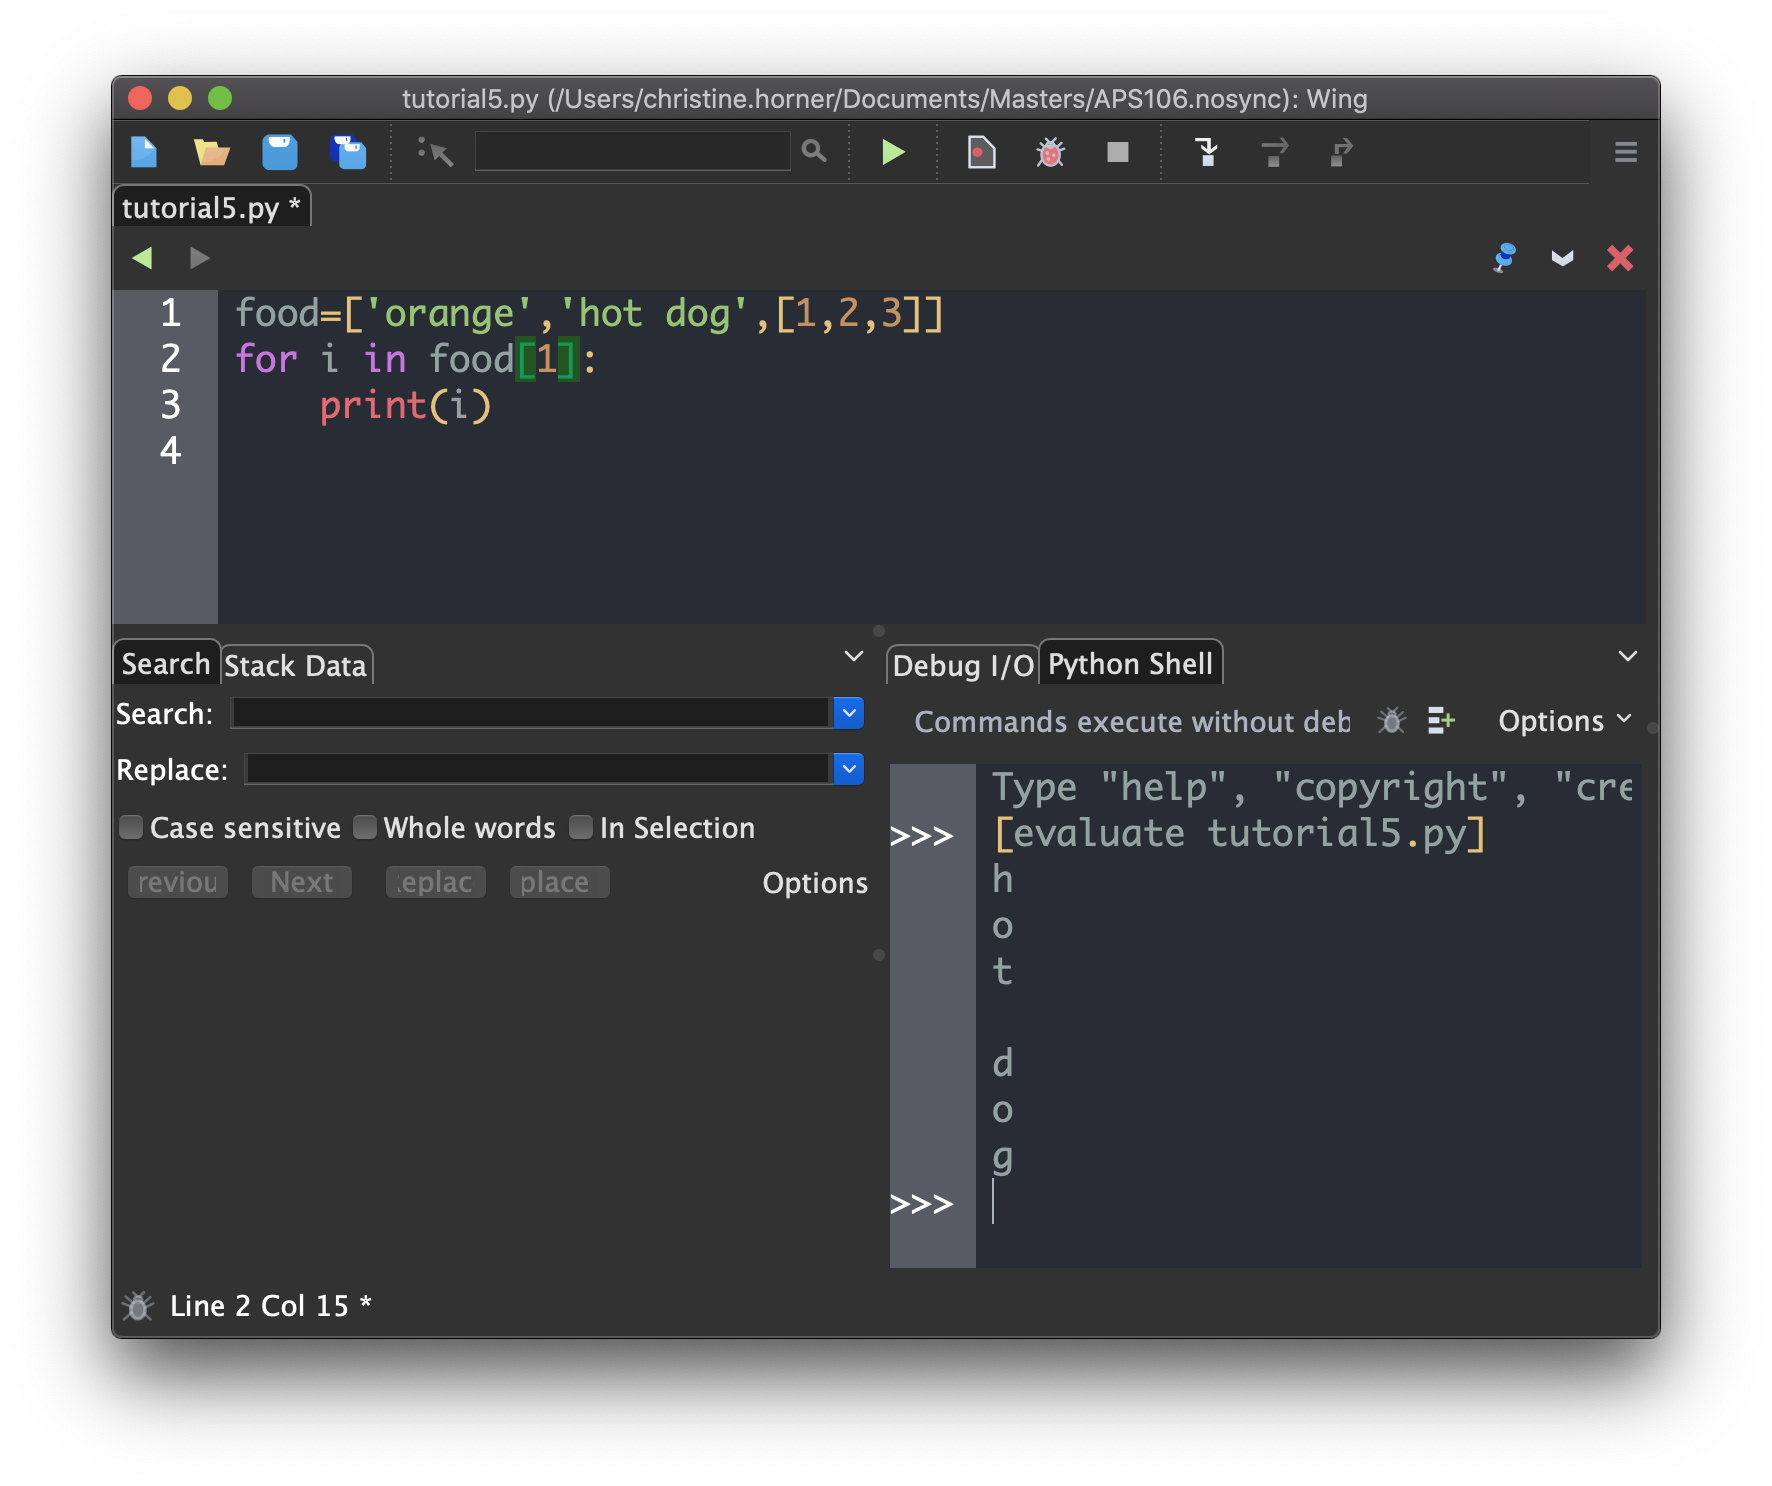 tutorial5.py (/Users/christine.horner/Documents/Masters/APS106.nosync): Wing
tutorial5.py *
1 food=['orange','hot dog',[1,2,3]]
2 for i in food[1]:
3     print(i)
4
Search Stack Data
Search:
Replace:
Case sensitive Whole words In Selection
reviou Next eplac place Options
Debug I/O Python Shell
Commands execute without deb Options
Type "help", "copyright", "cre
>>> [evaluate tutorial5.py]
h
o
t
d
o
g
>>>
Line 2 Col 15 *